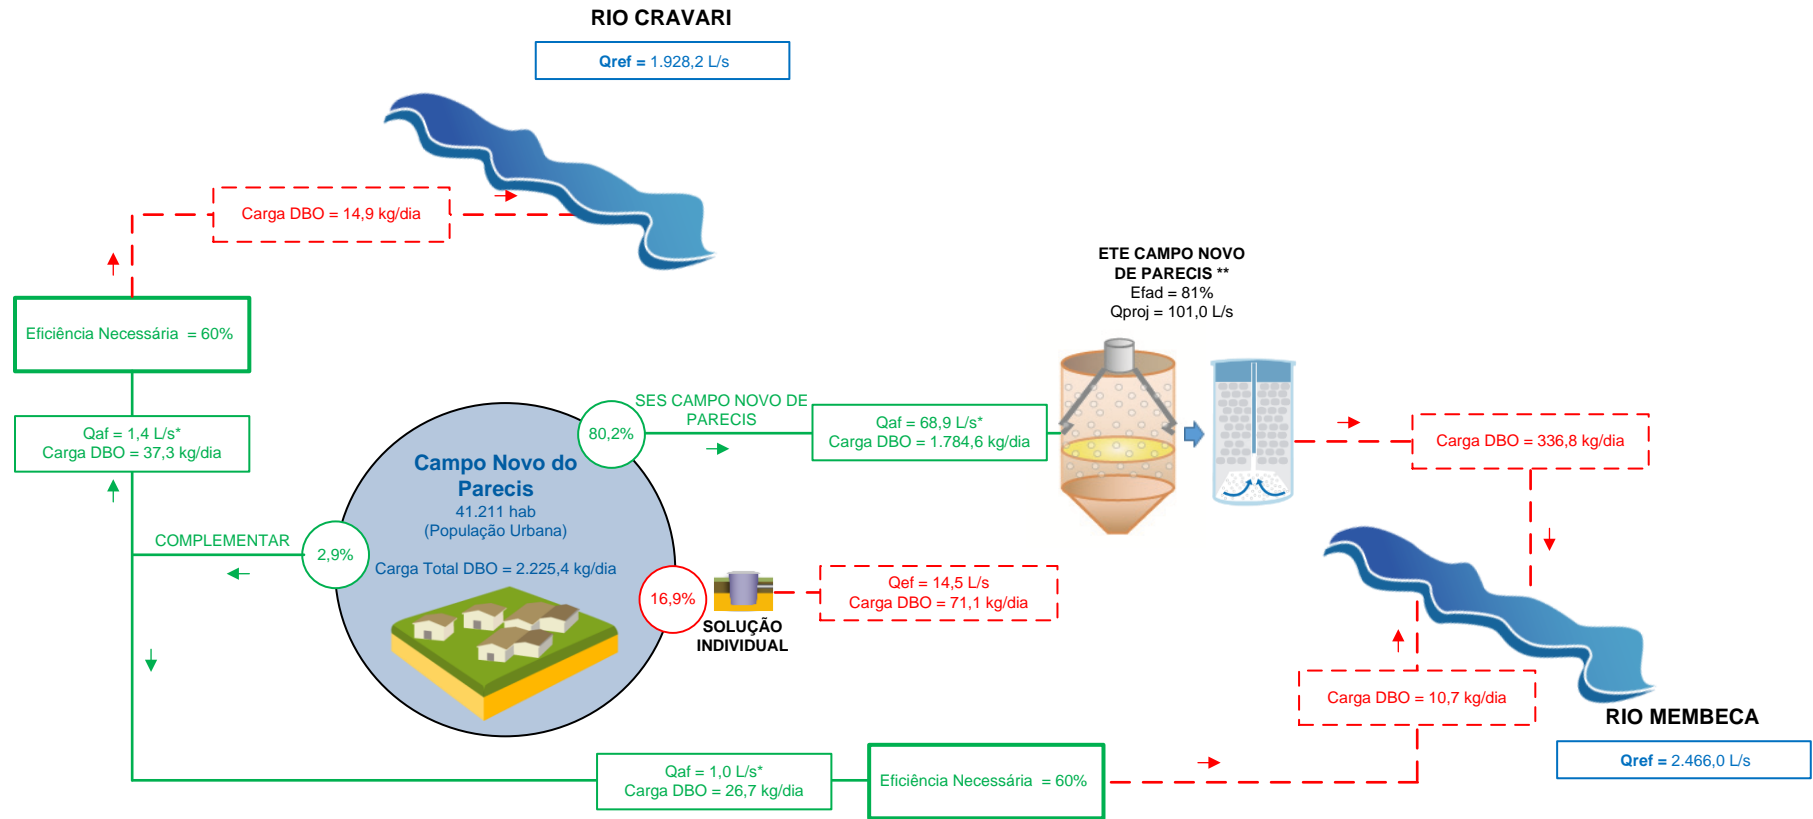 RIO CRAVARI
Qref = 1.928,2 L/s
Carga DBO = 14,9 kg/dia
Eficiência Necessária = 60%
Qaf = 1,4 L/s*
Carga DBO = 37,3 kg/dia
COMPLEMENTAR
2,9%
Campo Novo do
Parecis
41.211 hab
(População Urbana)
Carga Total DBO = 2.225,4 kg/dia
80,2%
SES CAMPO NOVO DE
PARECIS
Qaf = 68,9 L/s*
Carga DBO = 1.784,6 kg/dia
ETE CAMPO NOVO
DE PARECIS **
Efad = 81%
Qproj = 101,0 L/s
Carga DBO = 336,8 kg/dia
16,9%
SOLUÇÃO
INDIVIDUAL
Qef = 14,5 L/s
Carga DBO = 71,1 kg/dia
Carga DBO = 10,7 kg/dia
RIO MEMBECA
Qref = 2.466,0 L/s
Qaf = 1,0 L/s*
Carga DBO = 26,7 kg/dia
Eficiência Necessária = 60%